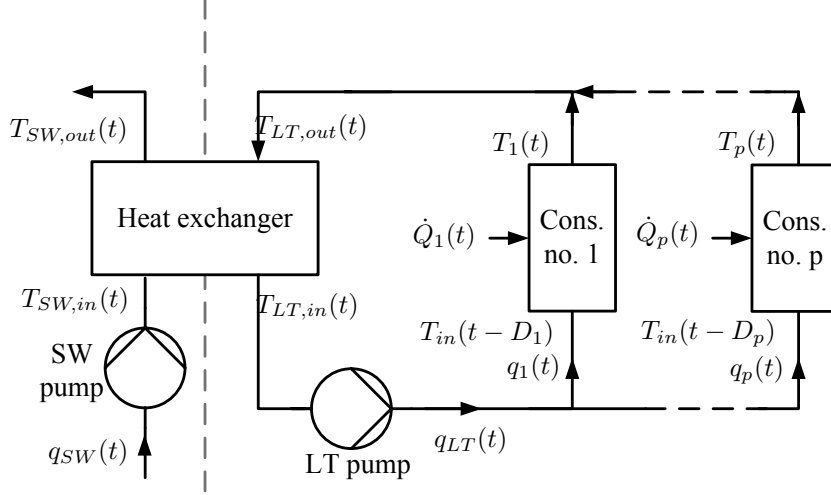 T_{SW,out}(t)
T_{LT,out}(t)
T_1(t)
T_p(t)
Heat exchanger
Q̇_1(t)
Cons.
no. 1
Q̇_p(t)
Cons.
no. p
T_{SW,in}(t)
T_{LT,in}(t)
T_{in}(t − D_1)
T_{in}(t − D_p)
SW
pump
q_1(t)
q_p(t)
q_{SW}(t)
LT pump
q_{LT}(t)